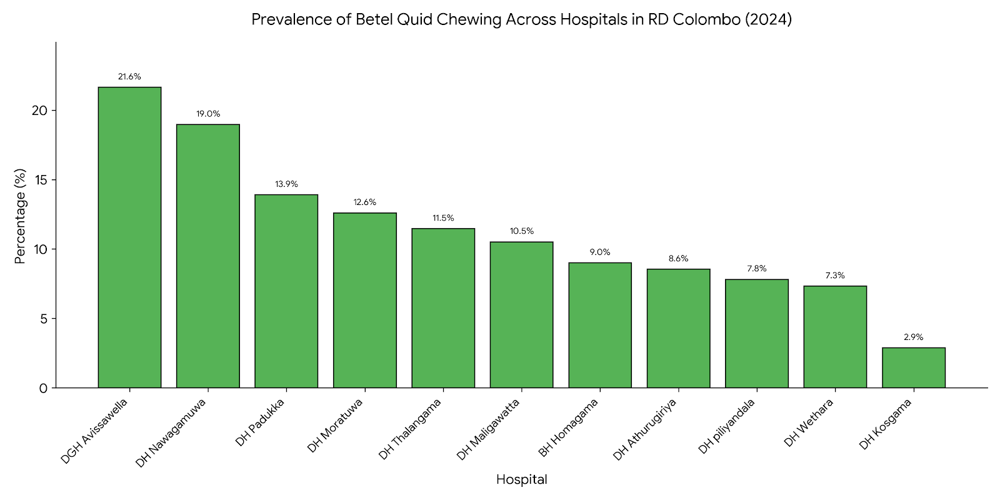 Prevalence of Betel Quid Chewing Across Hospitals in RD Colombo (2024)
Percentage (%)
20
15
10
5
0
21.6%
19.0%
13.9%
12.6%
11.5%
10.5%
9.0%
8.6%
7.8%
7.3%
2.9%
DGH Avissawella
DH Nawagamuwa
DH Padukka
DH Moratuwa
DH Thalangama
DH Maligawatta
BH Homagama
DH Athurugiriya
DH piliyandala
DH Wethara
DH Kosgama
Hospital